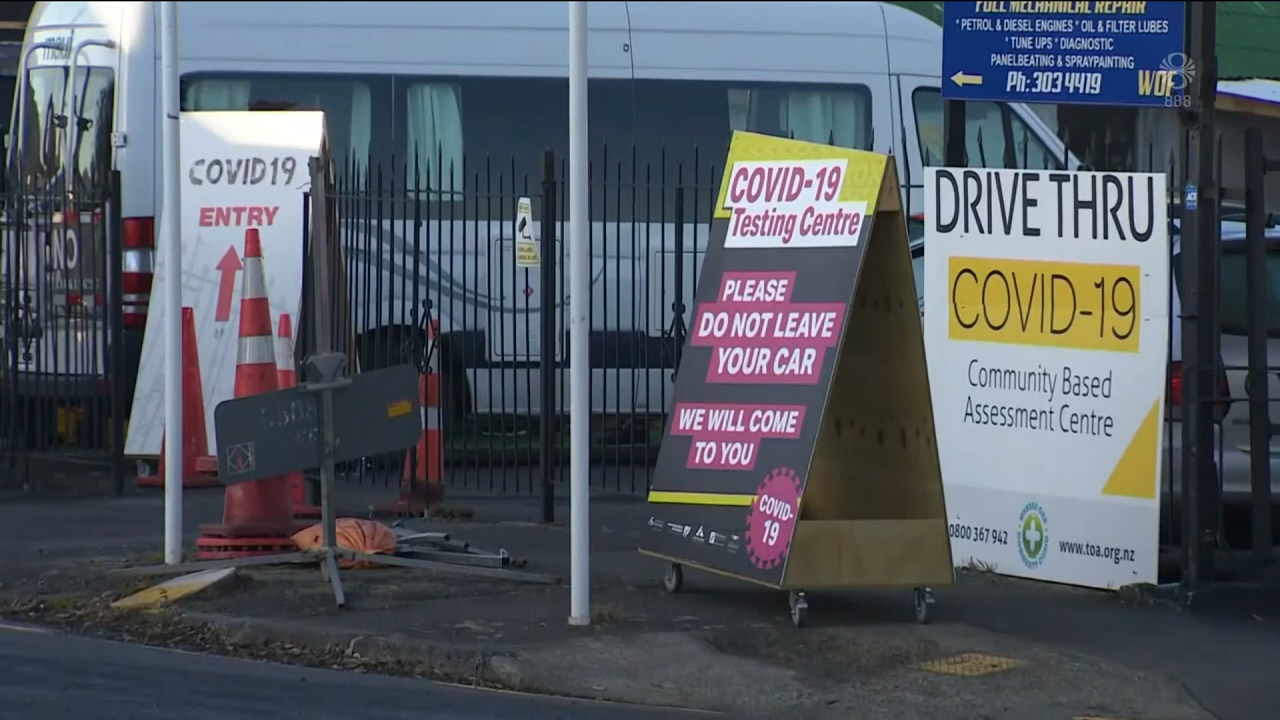 FULL MECHANICAL REPAIR
* PETROL & DIESEL ENGINES * OIL & FILTER LUBES
* TUNE UPS * DIAGNOSTIC
PANELBEATING & SPRAYPAINTING
Ph: 303 4419 WOF
maui
COVID19
ENTRY
COVID-19
Testing Centre
PLEASE
DO NOT LEAVE
YOUR CAR
WE WILL COME
TO YOU
COVID-
19
DRIVE THRU
COVID-19
Community Based
Assessment Centre
0800 367 942
www.toa.org.nz